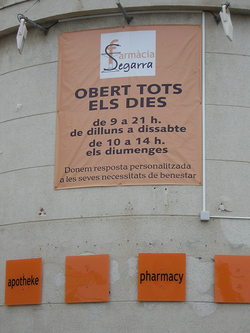 Farmàcia
Segarra
OBERT TOTS
ELS DIES
de 9 a 21 h.
de dilluns a dissabte
de 10 a 14 h.
els diumenges
Donem resposta personalitzada
a les seves necessitats de benestar
apotheke
pharmacy